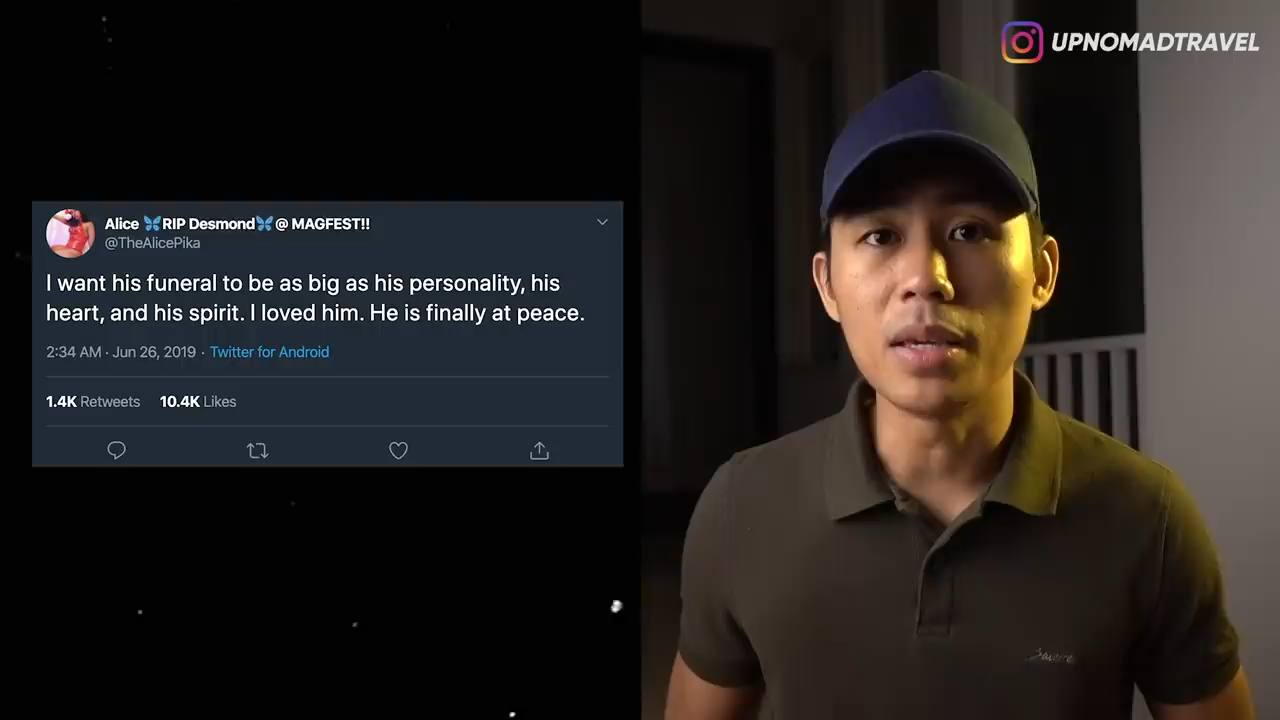 UPNOMADTRAVEL
Alice 🦋RIP Desmond🦋@ MAGFEST!!
@TheAlicePika
I want his funeral to be as big as his personality, his
heart, and his spirit. I loved him. He is finally at peace.
2:34 AM · Jun 26, 2019 · Twitter for Android
1.4K Retweets 10.4K Likes